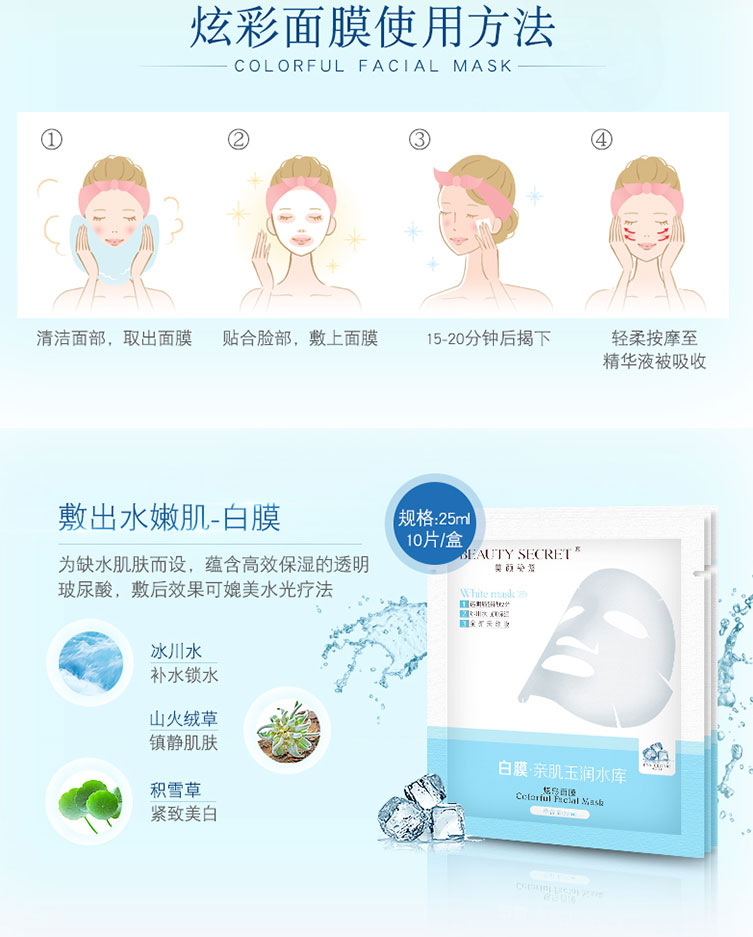 炫彩面膜使用方法
COLORFUL FACIAL MASK
①
②
③
④
清洁面部，取出面膜
贴合脸部，敷上面膜
15-20分钟后揭下
轻柔按摩至
精华液被吸收
敷出水嫩肌-白膜
为缺水肌肤而设，蕴含高效保湿的透明
玻尿酸，敷后效果可媲美水光疗法
冰川水
补水锁水
山火绒草
镇静肌肤
积雪草
紧致美白
规格:25ml
10片/盒
BEAUTY SECRET
White mask
白膜·亲肌玉润水库
炫彩面膜
Colorful Facial Mask